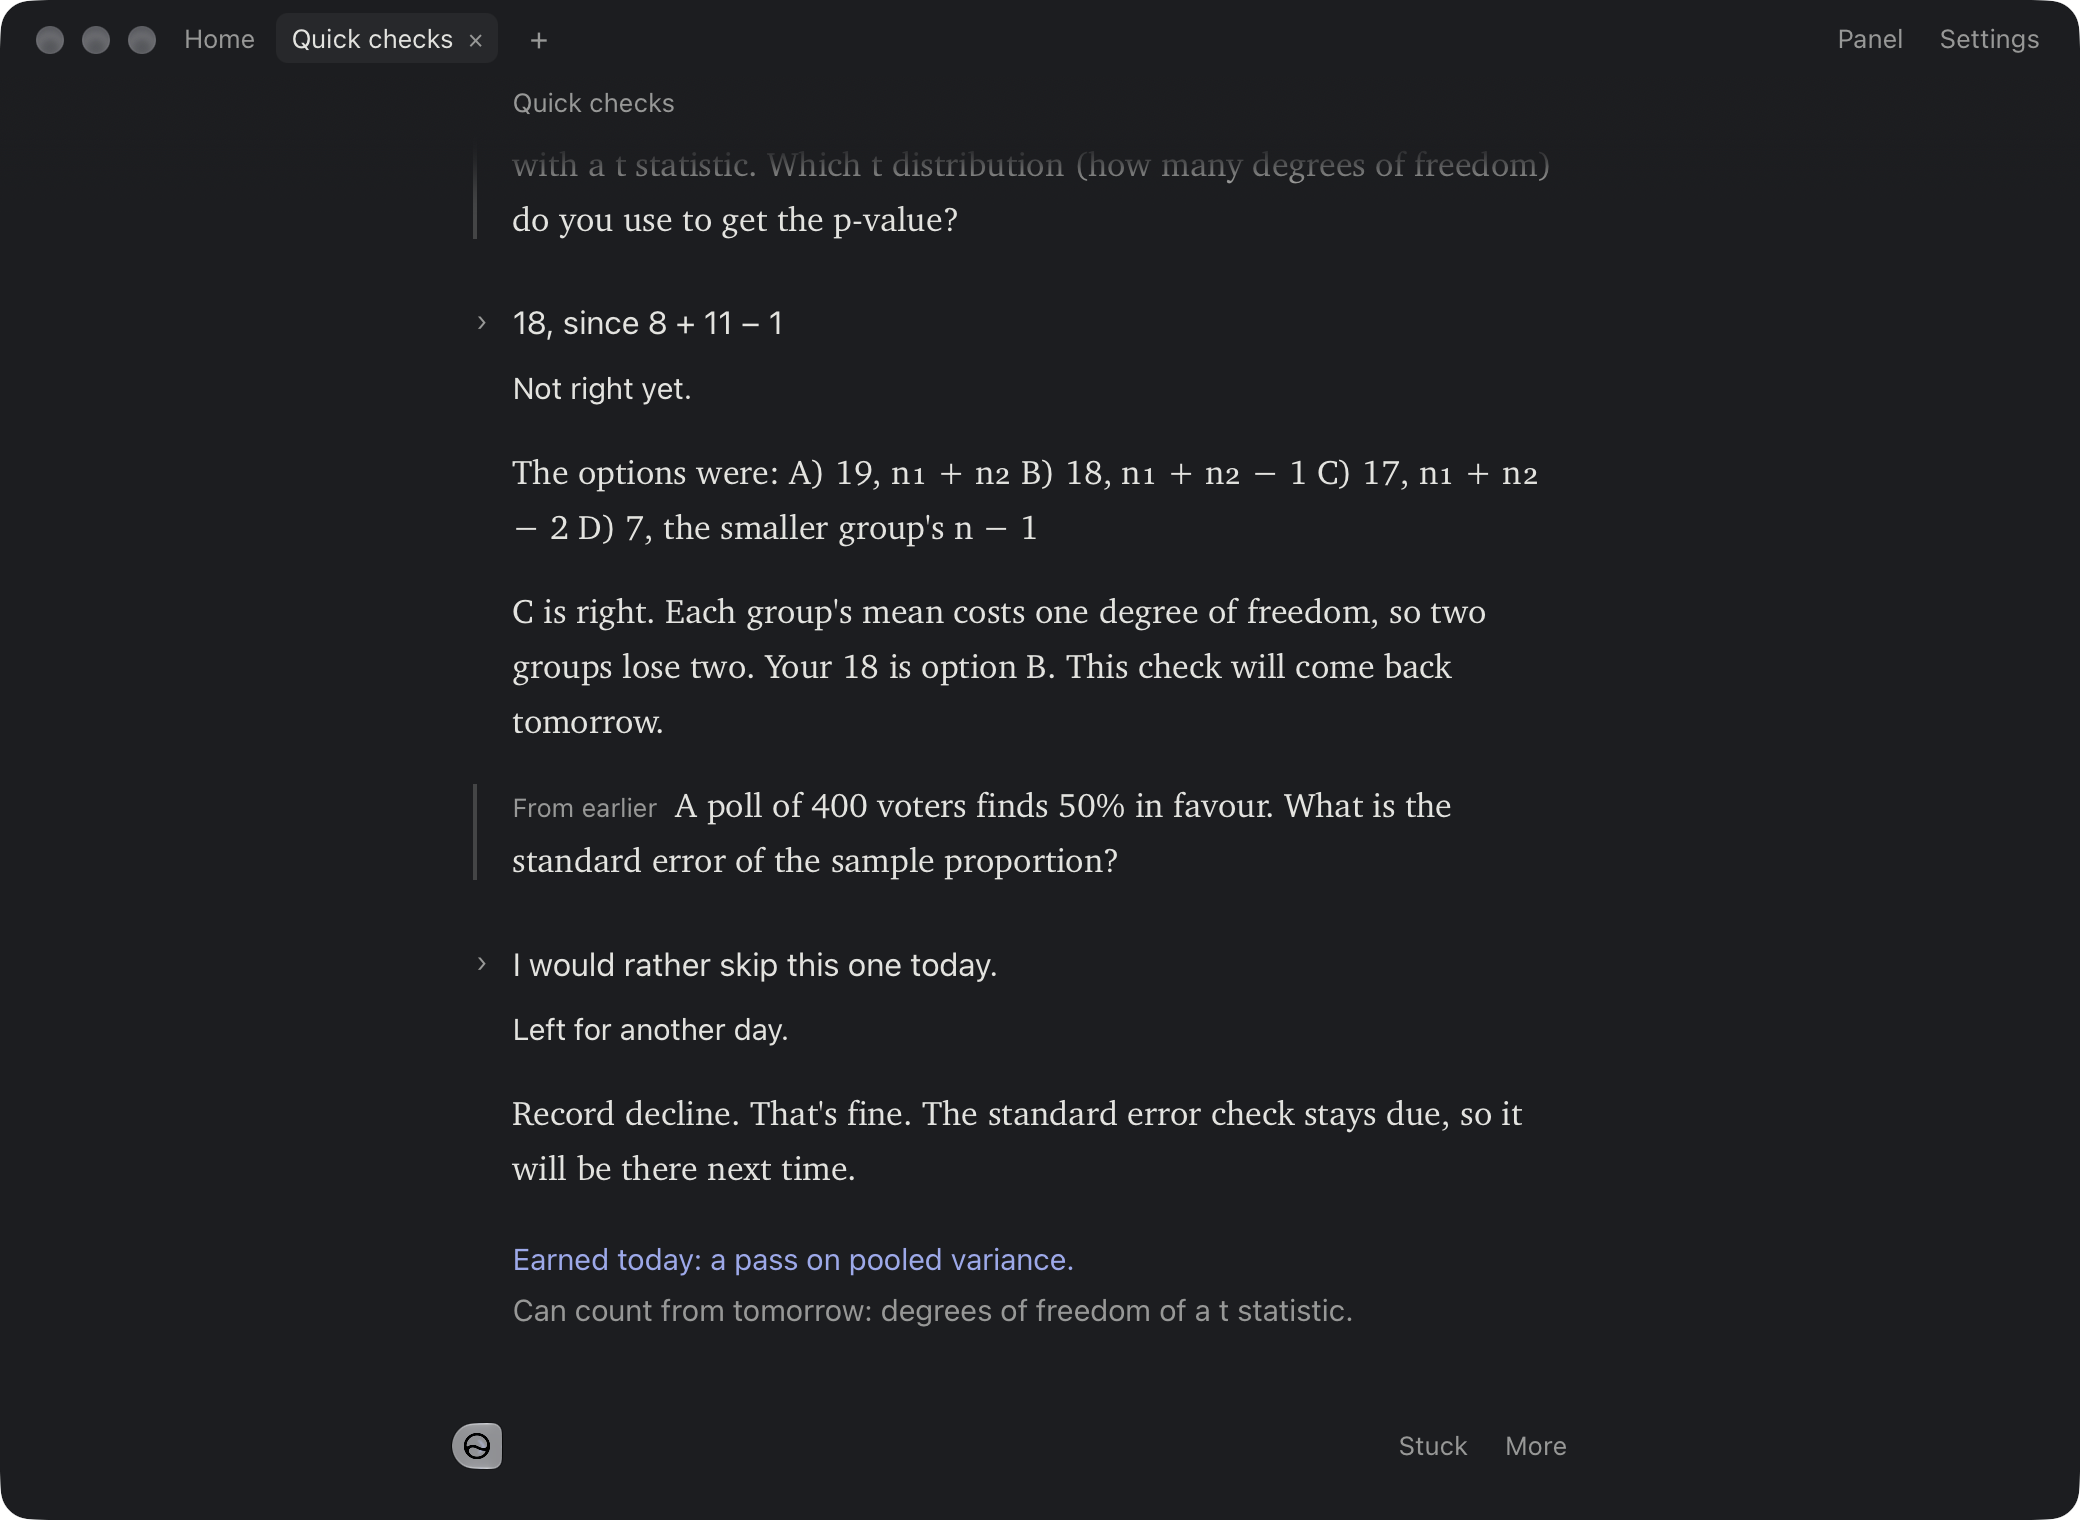 Home
Quick checks ×
+
Panel
Settings
Quick checks
with a t statistic. Which t distribution (how many degrees of freedom)
do you use to get the p-value?
› 18, since 8 + 11 – 1
Not right yet.
The options were: A) 19, n₁ + n₂ B) 18, n₁ + n₂ − 1 C) 17, n₁ + n₂
− 2 D) 7, the smaller group's n − 1
C is right. Each group's mean costs one degree of freedom, so two
groups lose two. Your 18 is option B. This check will come back
tomorrow.
From earlier A poll of 400 voters finds 50% in favour. What is the
standard error of the sample proportion?
› I would rather skip this one today.
Left for another day.
Record decline. That's fine. The standard error check stays due, so it
will be there next time.
Earned today: a pass on pooled variance.
Can count from tomorrow: degrees of freedom of a t statistic.
Stuck
More